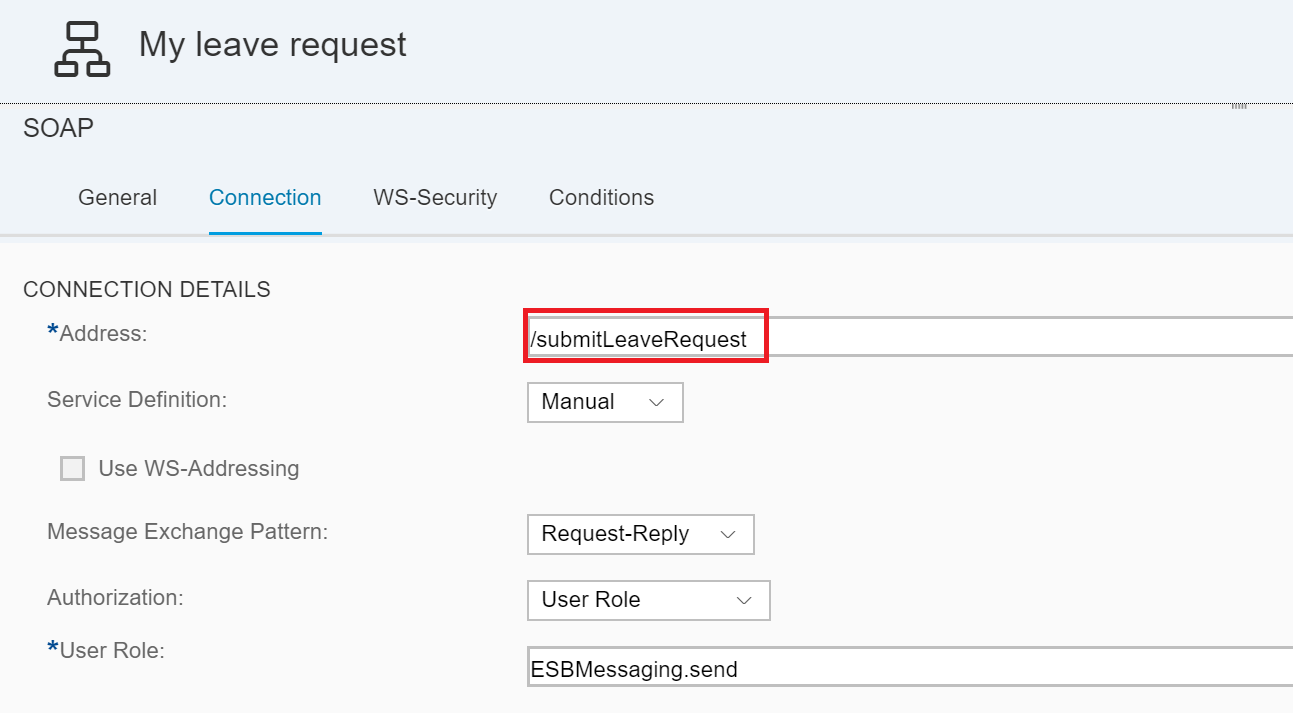 My leave request
SOAP
General Connection WS-Security Conditions
CONNECTION DETAILS
*Address: /submitLeaveRequest
Service Definition: Manual
Use WS-Addressing
Message Exchange Pattern: Request-Reply
Authorization: User Role
*User Role: ESBMessaging.send